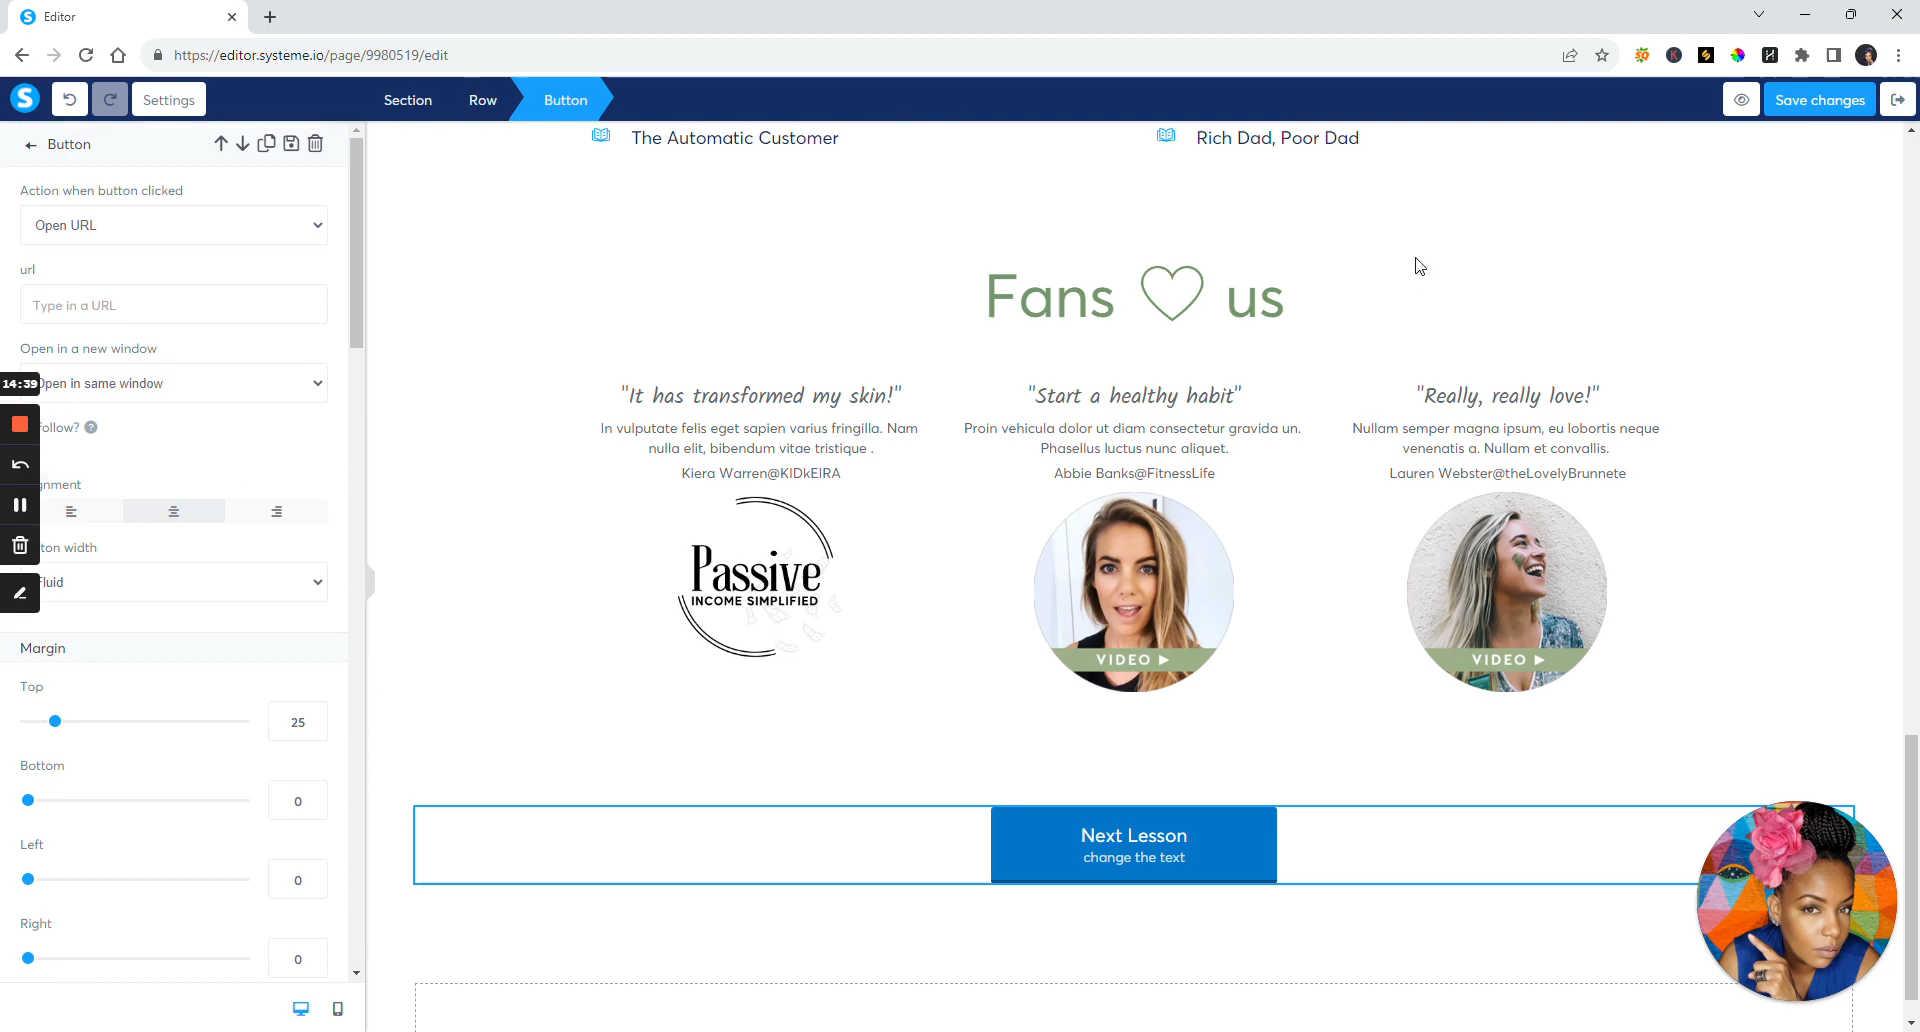 Editor
https://editor.systeme.io/page/9980519/edit
Settings
Section
Row
Button
Save changes
Button
Action when button clicked
Open URL
url
Type in a URL
Open in a new window
14:39
Open in same window
ollow? ?
gnment
ton width
luid
Margin
Top
25
Bottom
0
Left
0
Right
0
The Automatic Customer
Rich Dad, Poor Dad
Fans us
"It has transformed my skin!"
In vulputate felis eget sapien varius fringilla. Nam
nulla elit, bibendum vitae tristique .
Kiera Warren@KIDkEIRA
Passive
INCOME SIMPLIFIED
"Start a healthy habit"
Proin vehicula dolor ut diam consectetur gravida un.
Phasellus luctus nunc aliquet.
Abbie Banks@FitnessLife
VIDEO
"Really, really love!"
Nullam semper magna ipsum, eu lobortis neque
venenatis a. Nullam et convallis.
Lauren Webster@theLovelyBrunnete
VIDEO
Next Lesson
change the text